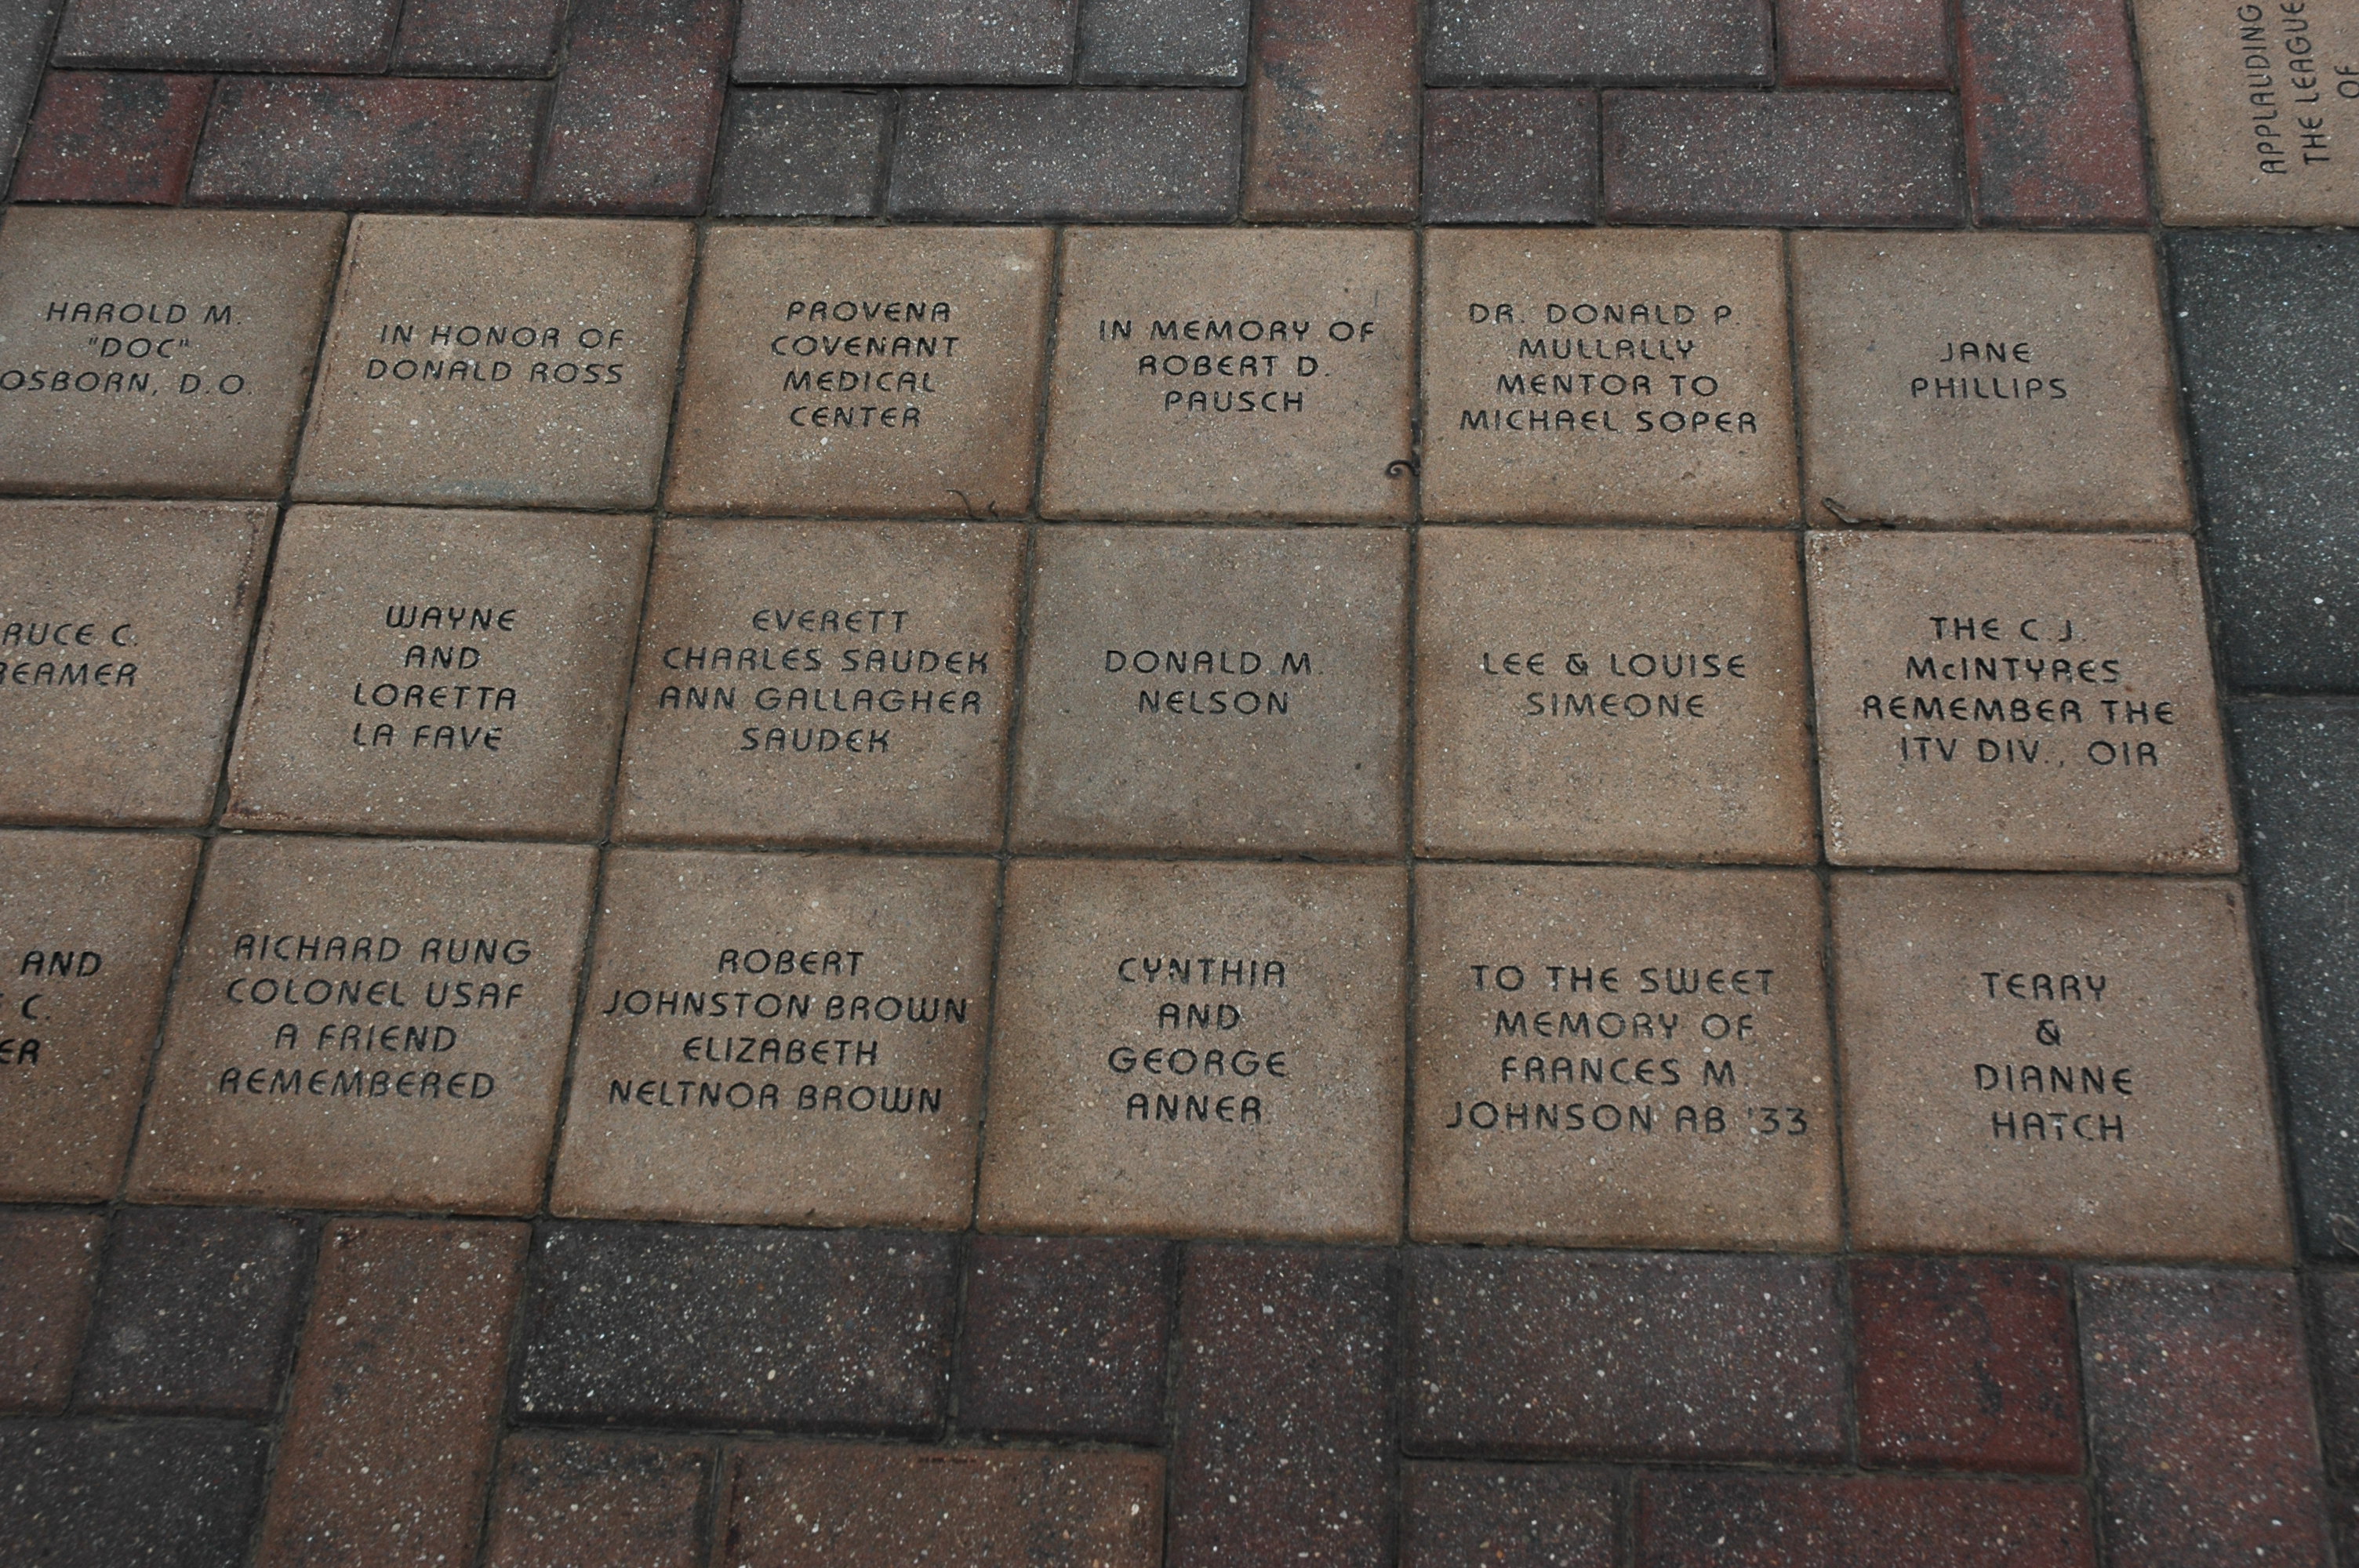 APPLAUDING
THE LEAGUE
OF
HAROLD M.
"DOC"
OSBORN, D.O.
IN HONOR OF
DONALD ROSS
PROVENA
COVENANT
MEDICAL
CENTER
IN MEMORY OF
ROBERT D.
PAUSCH
DR. DONALD P.
MULLALLY
MENTOR TO
MICHAEL SOPER
JANE
PHILLIPS
RUCE C.
REAMER
WAYNE
AND
LORETTA
LA FAVE
EVERETT
CHARLES SAUDEK
ANN GALLAGHER
SAUDEK
DONALD M.
NELSON
LEE & LOUISE
SIMEONE
THE C.J.
McINTYRES
REMEMBER THE
ITV DIV., OIR
AND
C.
ER
RICHARD RUNG
COLONEL USAF
A FRIEND
REMEMBERED
ROBERT
JOHNSTON BROWN
ELIZABETH
NELTNOR BROWN
CYNTHIA
AND
GEORGE
ANNER
TO THE SWEET
MEMORY OF
FRANCES M.
JOHNSON AB '33
TERRY
&
DIANNE
HATCH